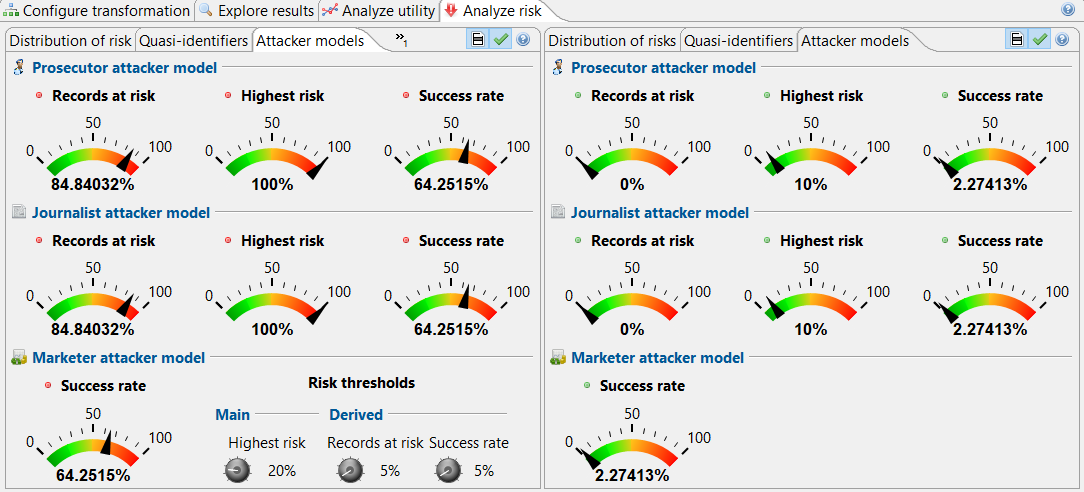 Configure transformation Explore results Analyze utility Analyze risk
Distribution of risk Quasi-identifiers Attacker models »1
Prosecutor attacker model
Records at risk Highest risk Success rate
0 50 100 0 50 100 0 50 100
84.84032% 100% 64.2515%
Journalist attacker model
Records at risk Highest risk Success rate
0 50 100 0 50 100 0 50 100
84.84032% 100% 64.2515%
Marketer attacker model
Success rate
0 50 100
64.2515%
Risk thresholds
Main Derived
Highest risk Records at risk Success rate
20% 5% 5%
Distribution of risks Quasi-identifiers Attacker models
Prosecutor attacker model
Records at risk Highest risk Success rate
0 50 100 0 50 100 0 50 100
0% 10% 2.27413%
Journalist attacker model
Records at risk Highest risk Success rate
0 50 100 0 50 100 0 50 100
0% 10% 2.27413%
Marketer attacker model
Success rate
0 50 100
2.27413%